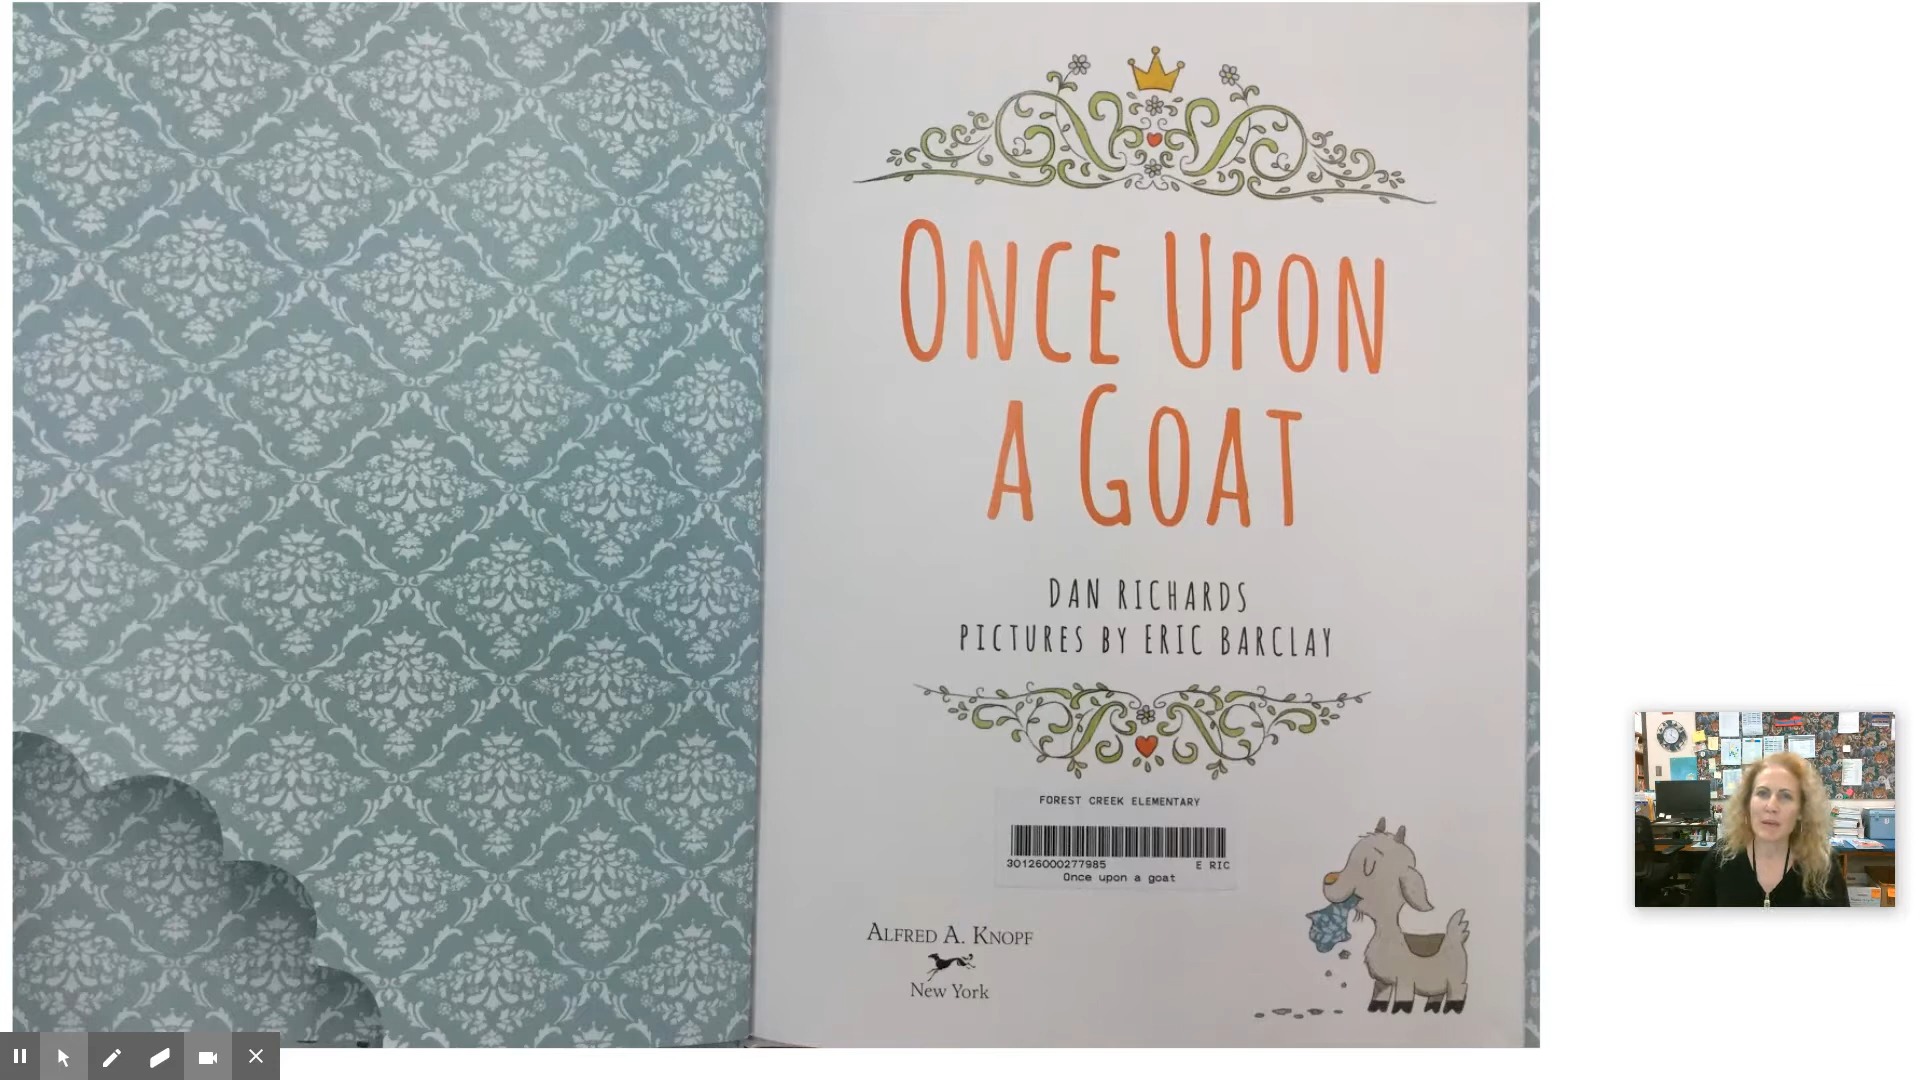 ONCE UPON
A GOAT
DAN RICHARDS
PICTURES BY ERIC BARCLAY
FOREST CREEK ELEMENTARY
30126000277985 E RIC
Once upon a goat
ALFRED A. KNOPF
New York